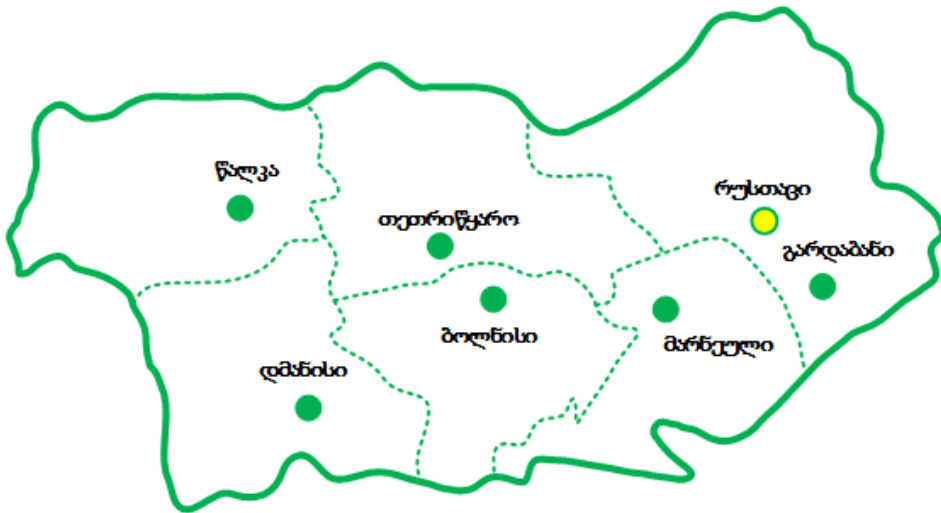 წალკა
რუსთავი
თეთრიწყარო
გარდაბანი
ბოლნისი
მარნეული
დმანისი